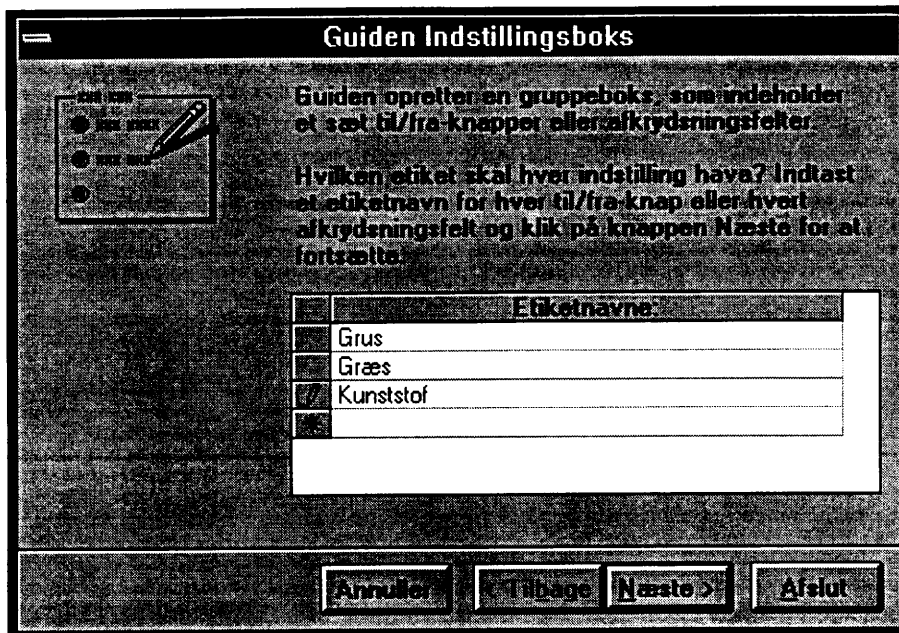 Guiden Indstillingsboks
Guiden opretter en gruppeboks, som indeholder
et sæt til/fra-knapper eller afkrydsningsfelter.
Hvilken etiket skal hver indstilling have? Indtast
et etiketnavn for hver til/fra-knap eller hvert
afkrydsningsfelt og klik på knappen Næste for at
fortsætte.
Etiketnavne:
Grus
Græs
Kunststof
Annuller < Tilbage Næste > Afslut